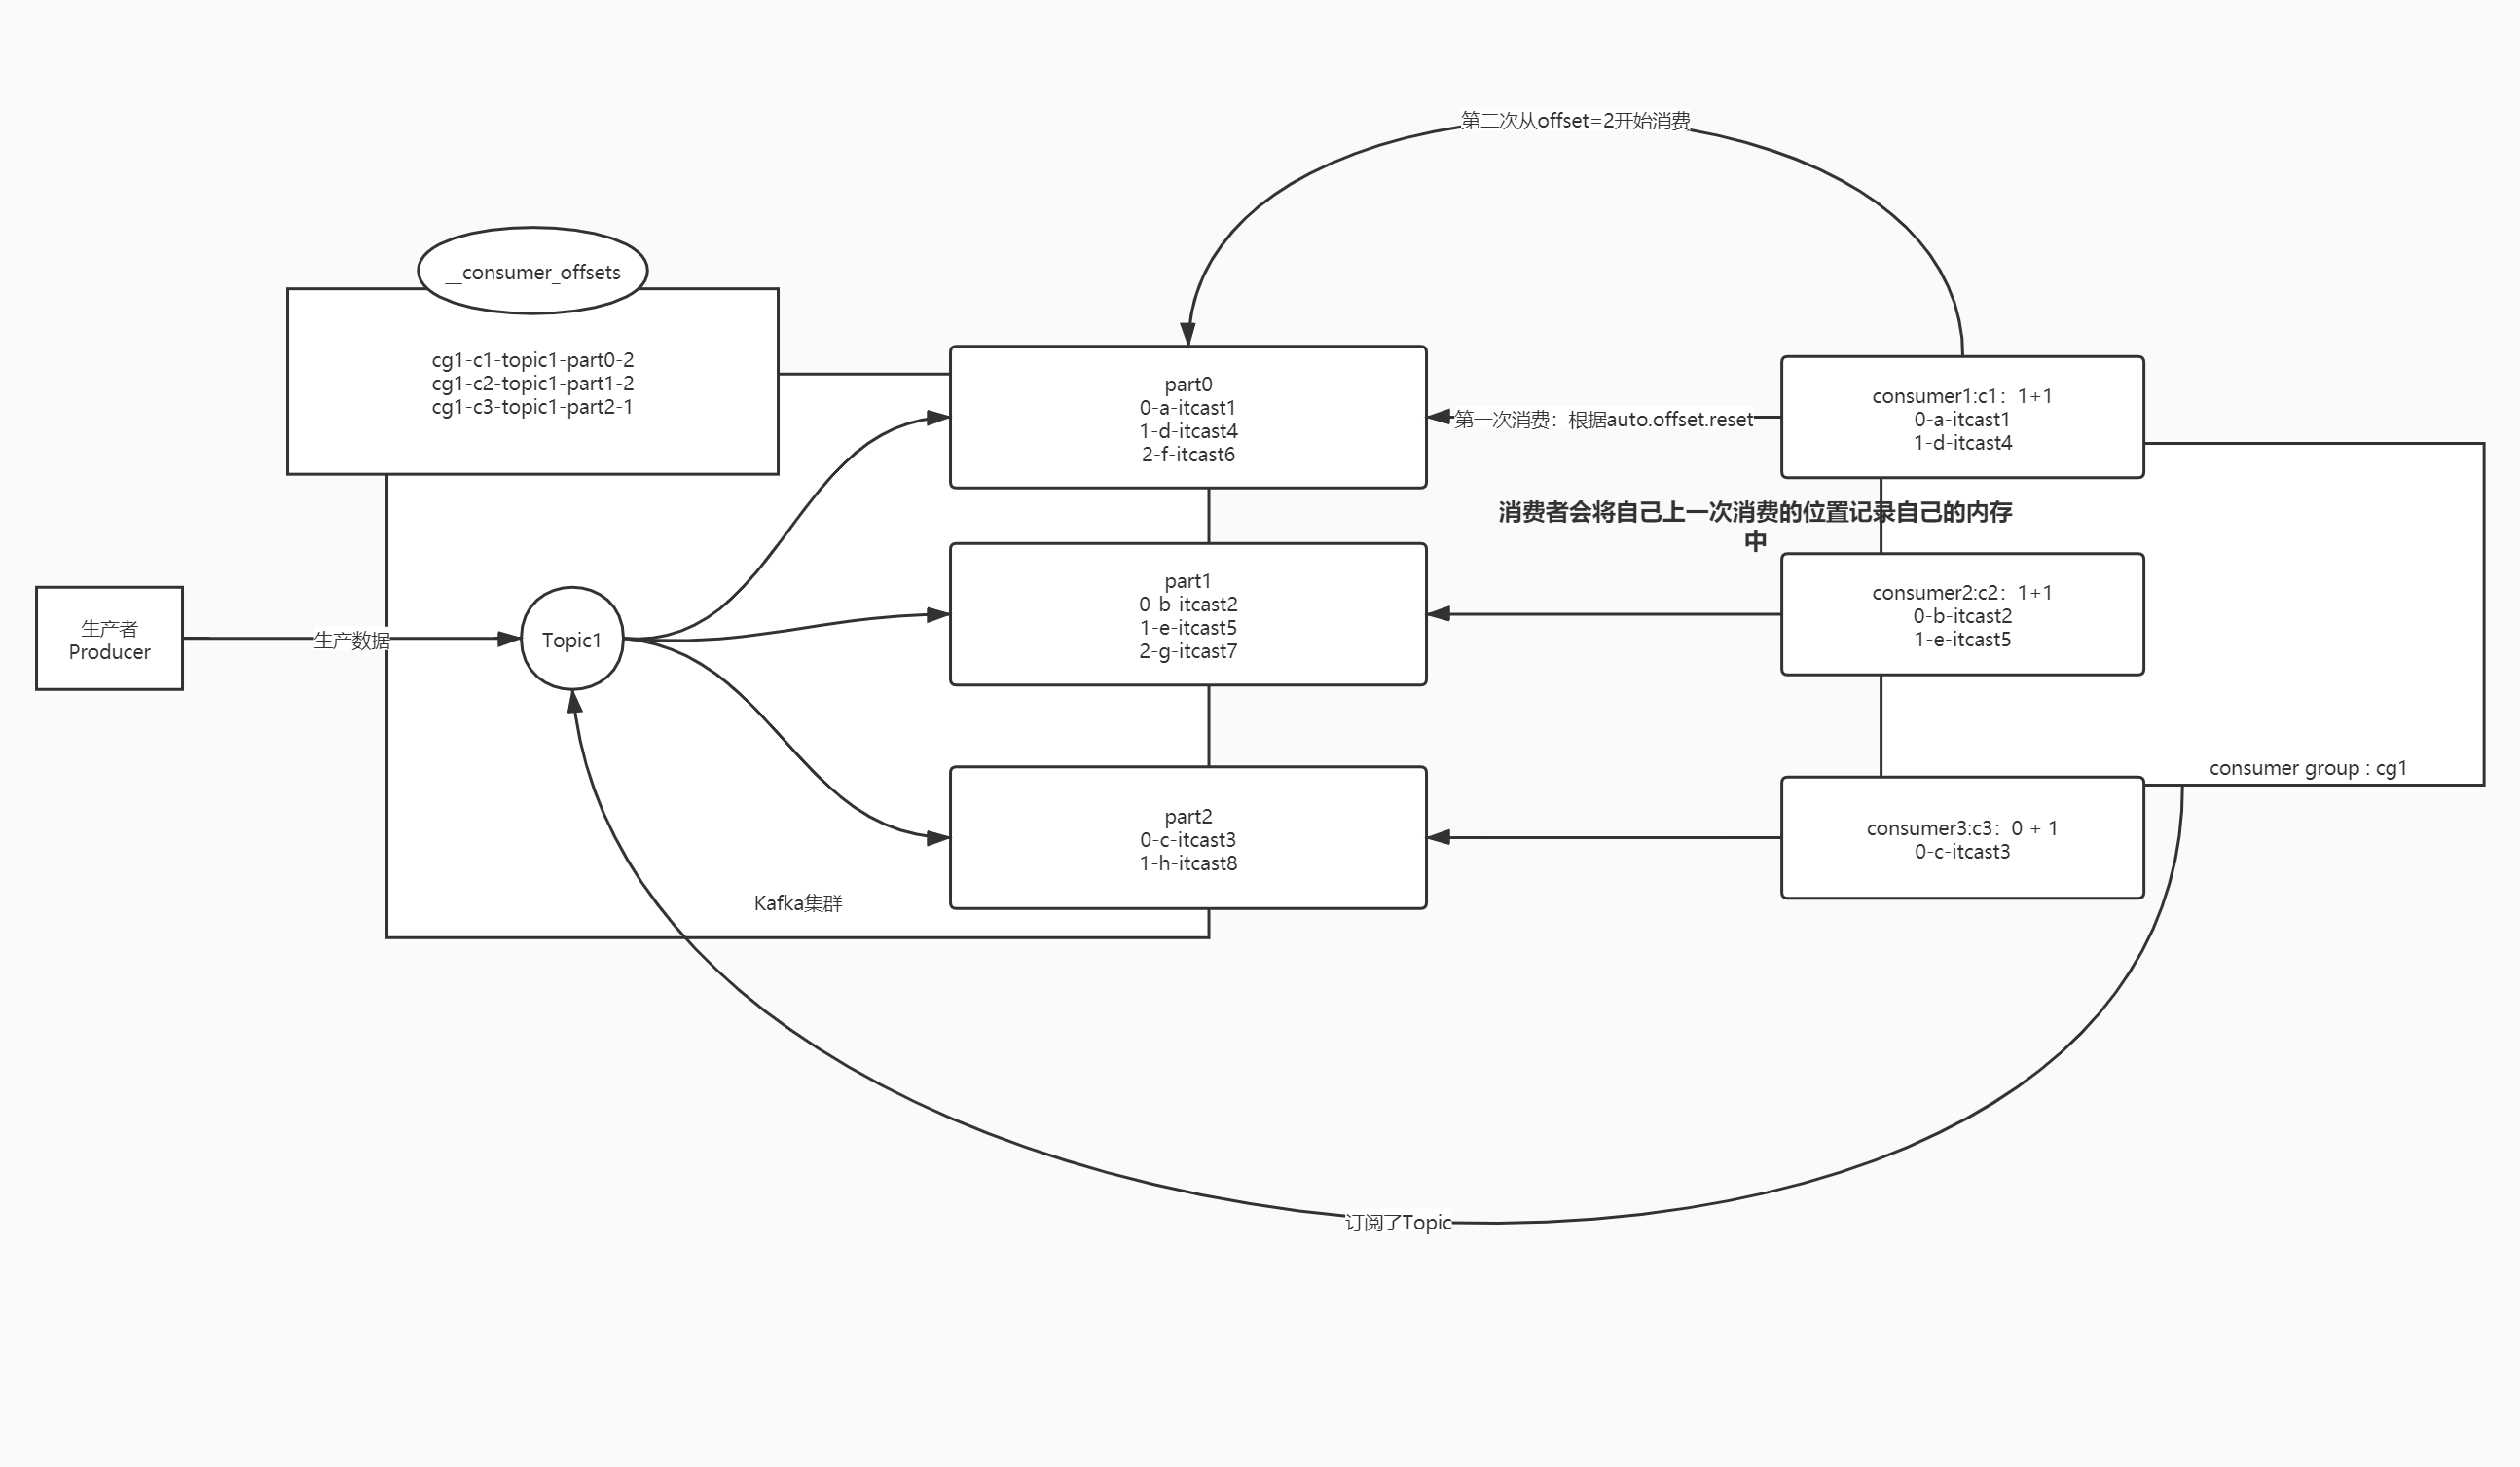 第二次从offset=2开始消费
__consumer_offsets
cg1-c1-topic1-part0-2
cg1-c2-topic1-part1-2
cg1-c3-topic1-part2-1
part0
0-a-itcast1
1-d-itcast4
2-f-itcast6
第一次消费：根据auto.offset.reset
consumer1:c1：1+1
0-a-itcast1
1-d-itcast4
消费者会将自己上一次消费的位置记录自己的内存
中
生产者
Producer
生产数据
Topic1
part1
0-b-itcast2
1-e-itcast5
2-g-itcast7
consumer2:c2：1+1
0-b-itcast2
1-e-itcast5
consumer group : cg1
part2
0-c-itcast3
1-h-itcast8
consumer3:c3：0 + 1
0-c-itcast3
Kafka集群
订阅了Topic